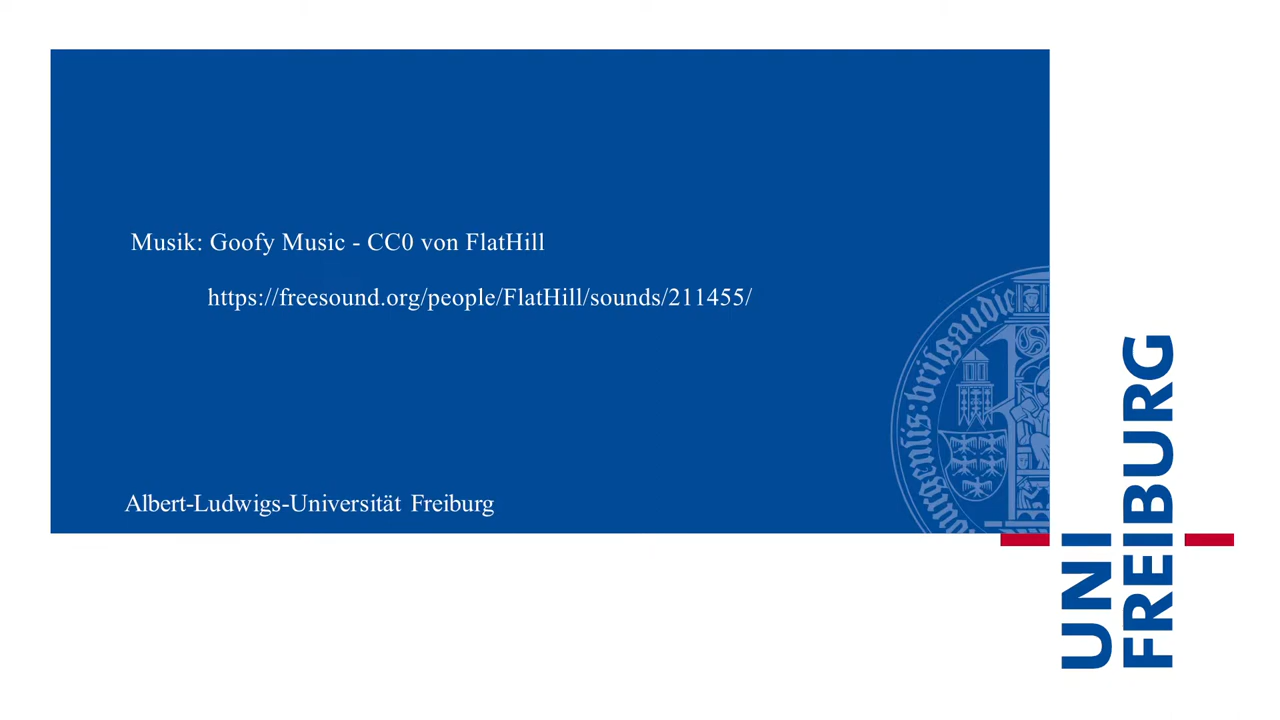 Musik: Goofy Music - CC0 von FlatHill
https://freesound.org/people/FlatHill/sounds/211455/
Albert-Ludwigs-Universität Freiburg
UNI
FREIBURG